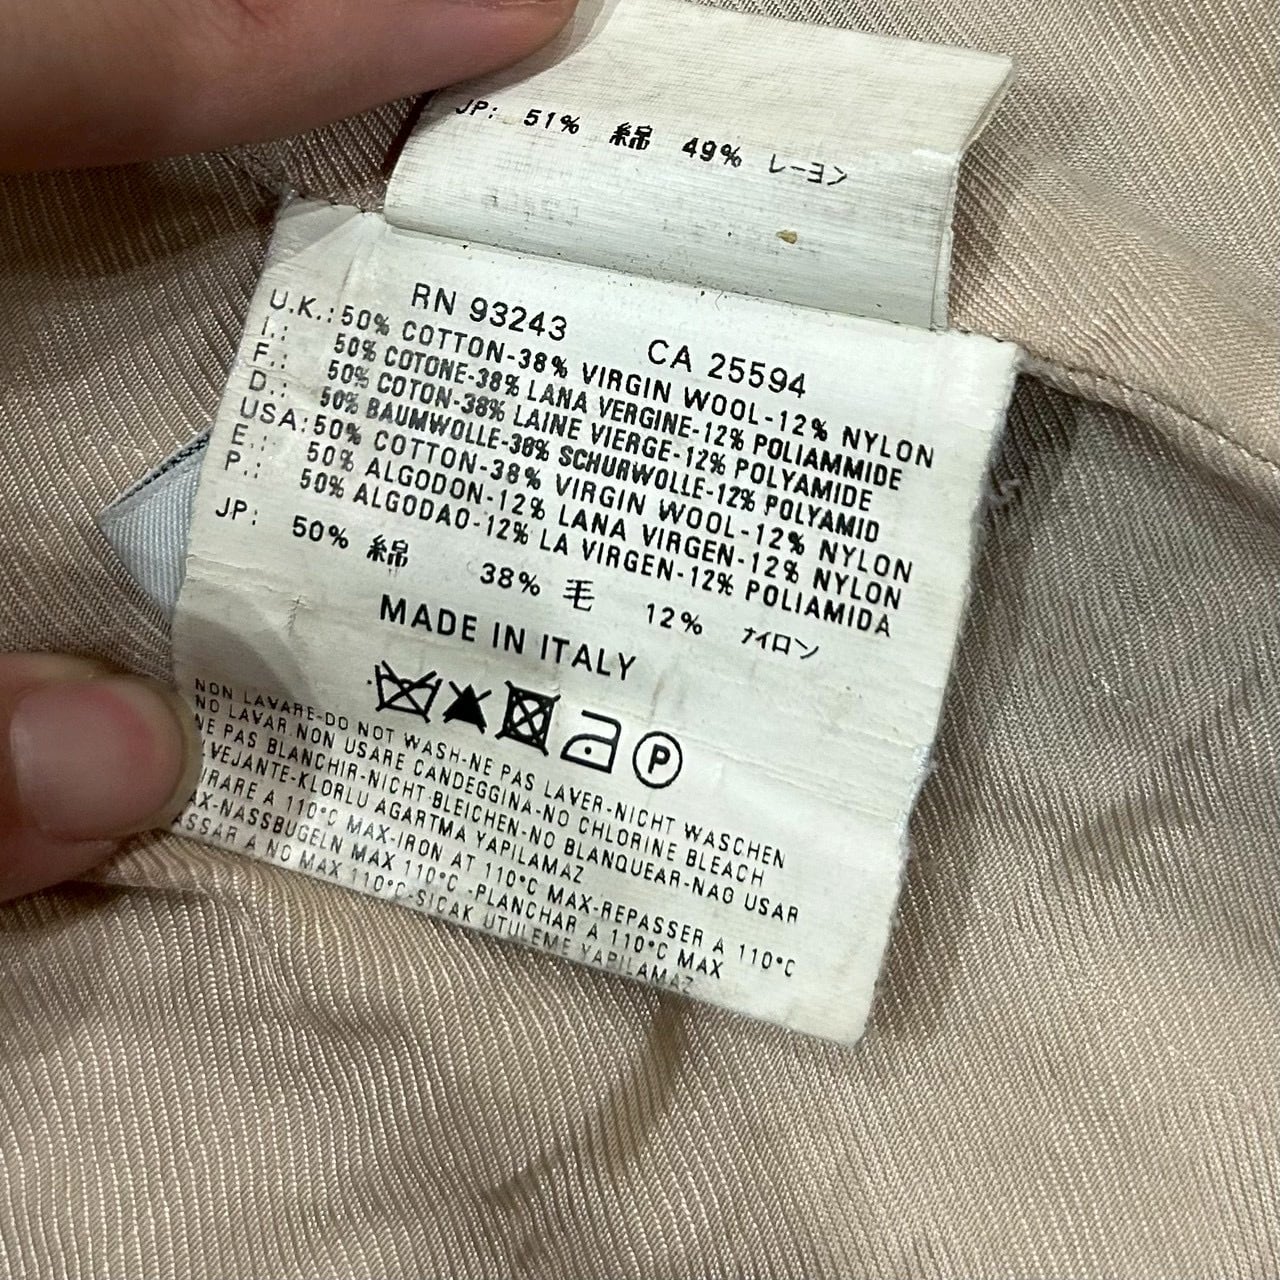 JP: 51% 綿 49% レーヨン
RN 93243 CA 25594
U.K.: 50% COTTON-38% VIRGIN WOOL-12% NYLON
I.: 50% COTONE-38% LANA VERGINE-12% POLIAMMIDE
F.: 50% COTON-38% LAINE VIERGE-12% POLYAMIDE
D.: 50% BAUMWOLLE-38% SCHURWOLLE-12% POLYAMID
USA: 50% COTTON-38% VIRGIN WOOL-12% NYLON
E.: 50% ALGODON-12% LANA VIRGEN-12% NYLON
P.: 50% ALGODAO-12% LA VIRGEN-12% POLIAMIDA
JP: 50% 綿 38% 毛 12% ナイロン
MADE IN ITALY
P
NON LAVARE-DO NOT WASH-NE PAS LAVER-NICHT WASCHEN
NO LAVAR NON USARE CANDEGGINA-NO CHLORINE BLEACH
NE PAS BLANCHIR-NICHT BLEICHEN-NO BLANQUEAR-NAO USAR
KLORLU AGARTMA YAPILAMAZ
A 110°C MAX-IRON AT 110°C MAX-REPASSER A 110°C
NASSBUGELN MAX 110°C-PLANCHAR A 110°C MAX
A NO MAX 110°C-SICAK UTULEME YAPILAMAZ